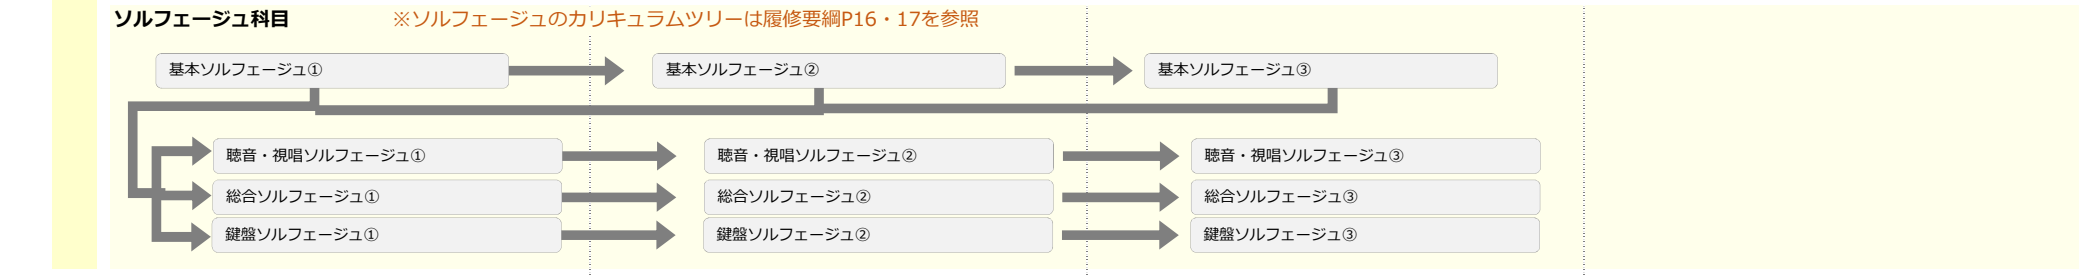 ソルフェージュ科目 ※ソルフェージュのカリキュラムツリーは履修要綱P16・17を参照
基本ソルフェージュ① 基本ソルフェージュ② 基本ソルフェージュ③
聴音・視唱ソルフェージュ① 聴音・視唱ソルフェージュ② 聴音・視唱ソルフェージュ③
総合ソルフェージュ① 総合ソルフェージュ② 総合ソルフェージュ③
鍵盤ソルフェージュ① 鍵盤ソルフェージュ② 鍵盤ソルフェージュ③